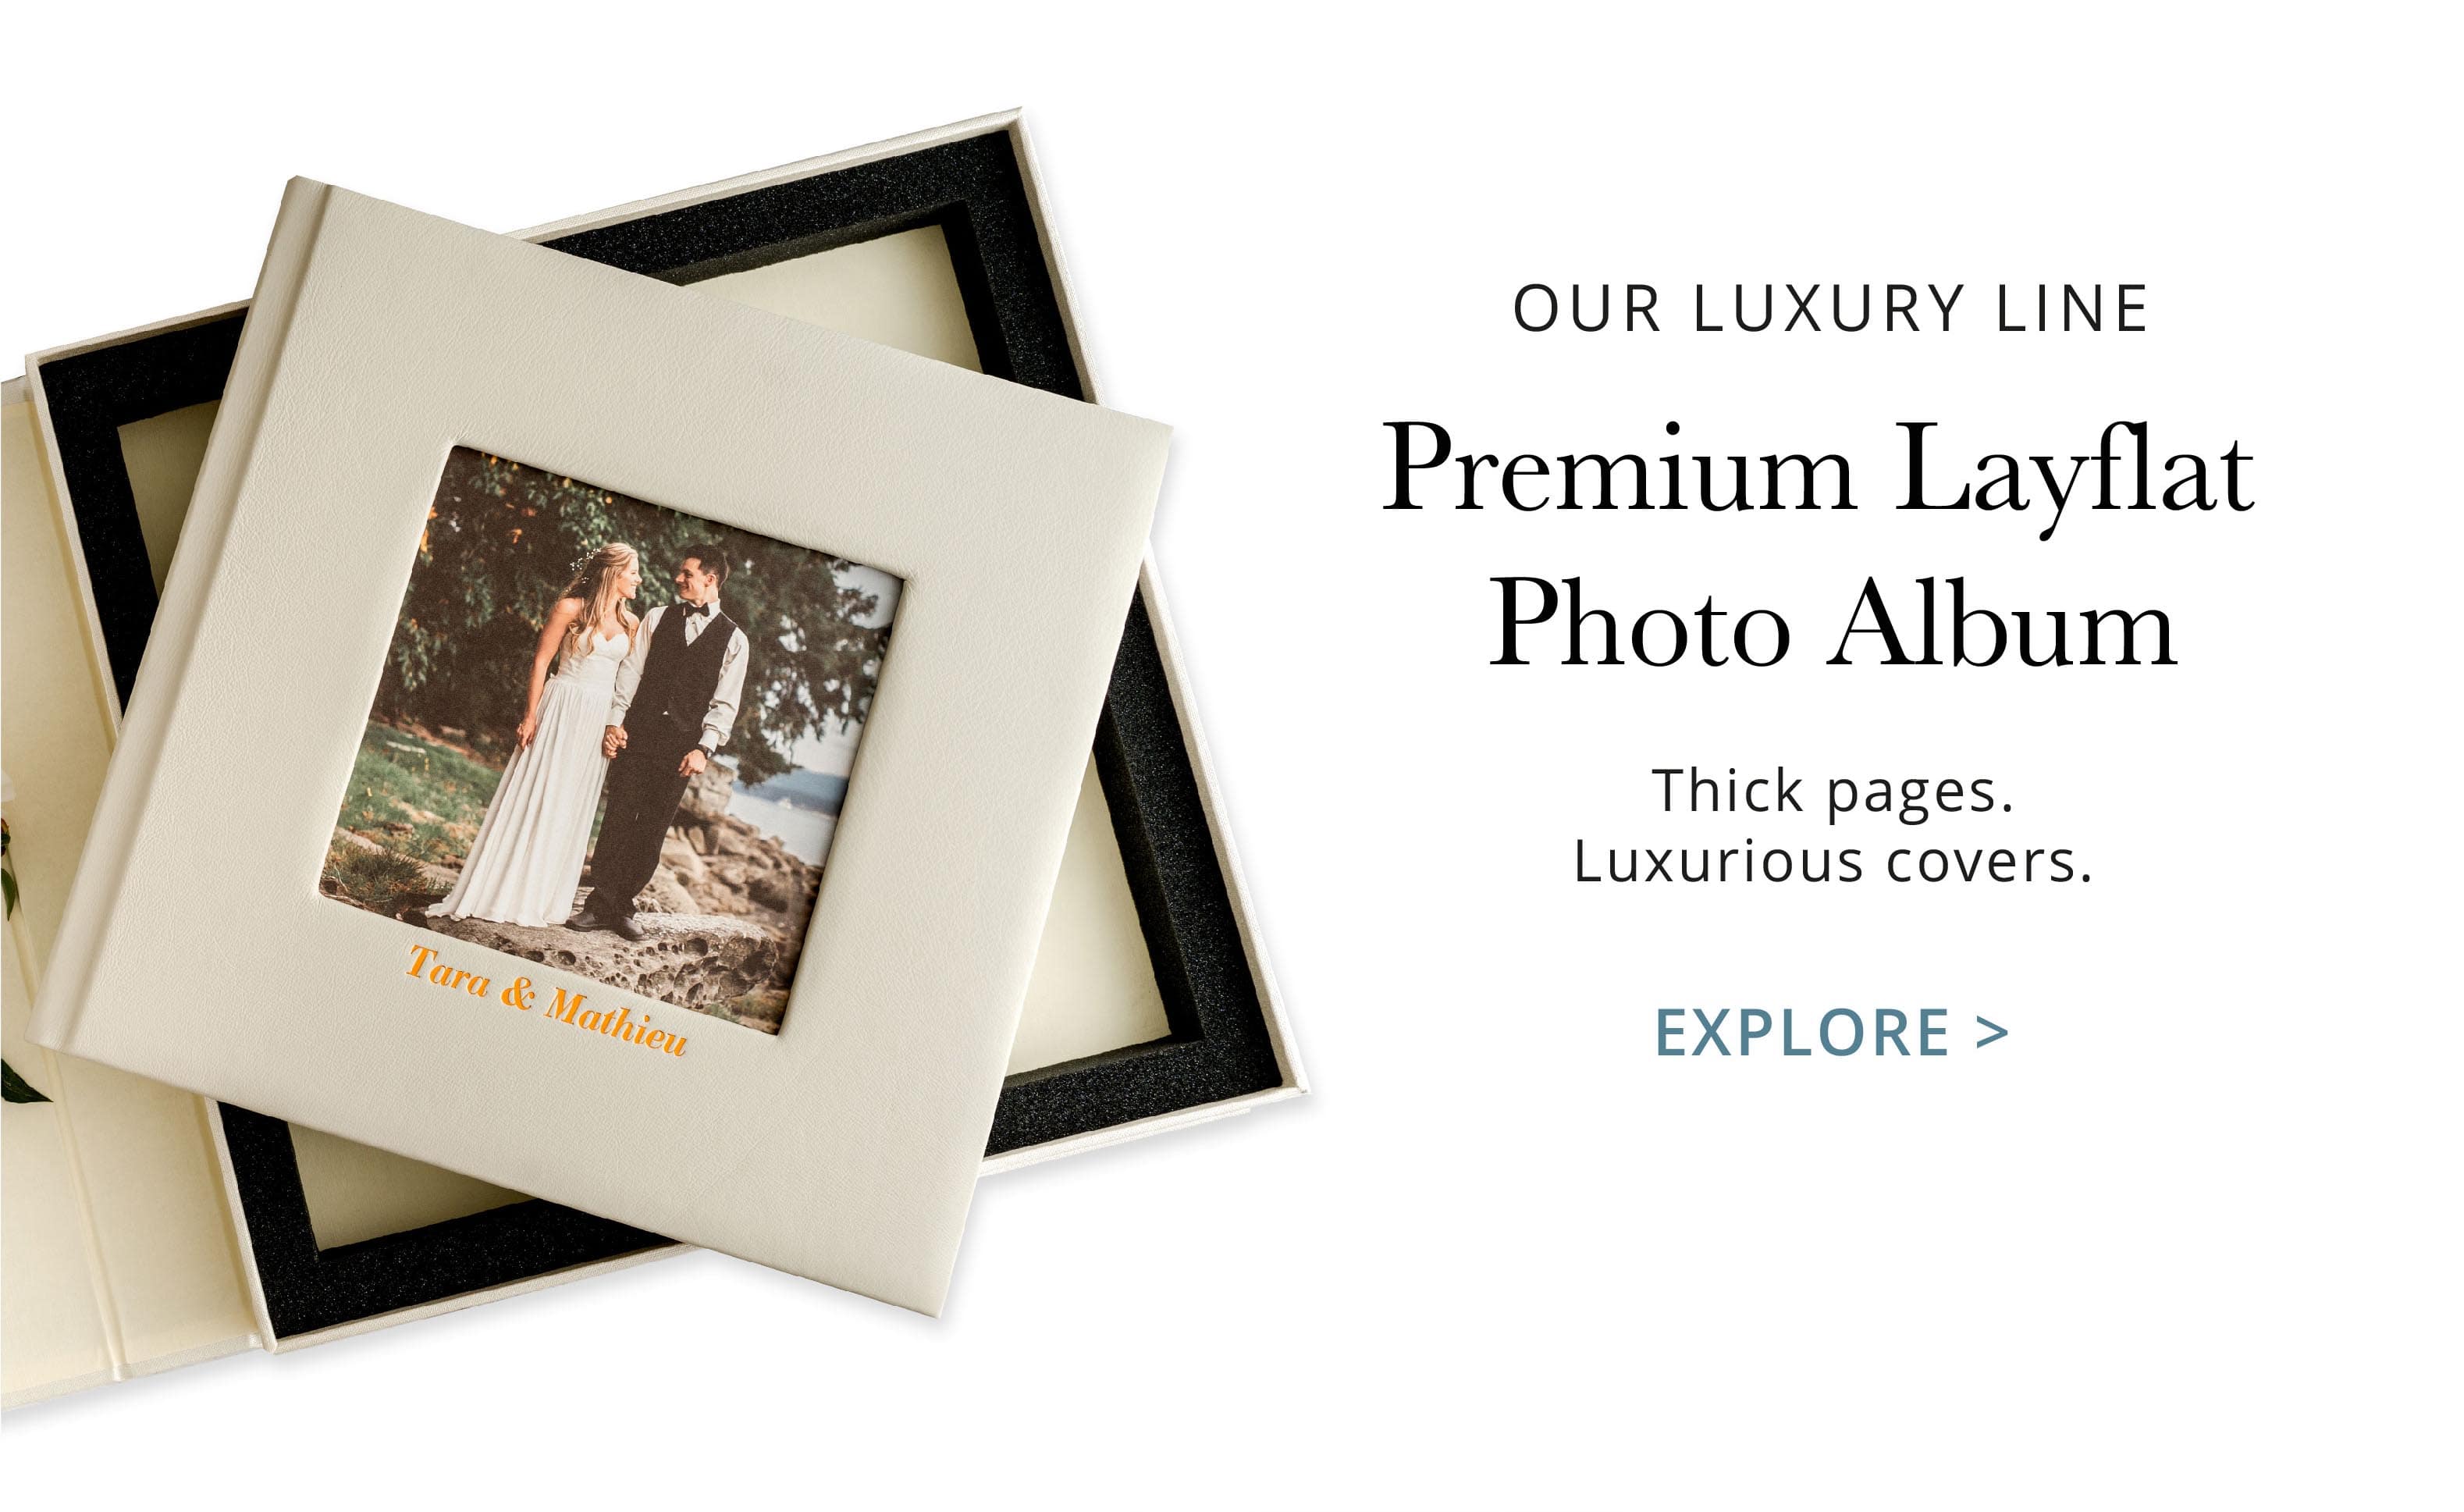 OUR LUXURY LINE
Premium Layflat
Photo Album
Thick pages.
Luxurious covers.
EXPLORE >
Tara & Mathieu